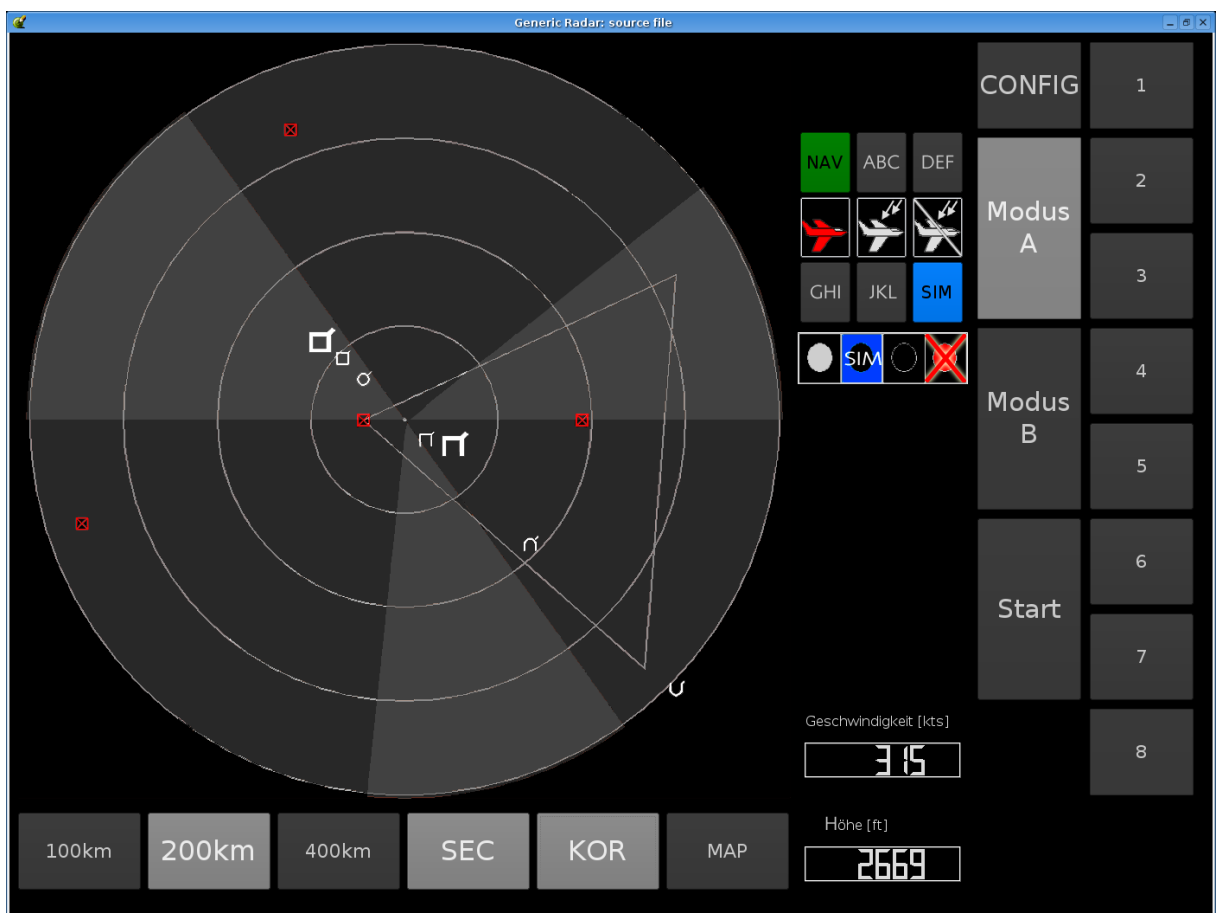 Generic Radar: source file
CONFIG
1
NAV ABC DEF
2
Modus
A
3
GHI JKL SIM
SIM
4
Modus
B
5
6
Start
7
Geschwindigkeit [kts]
315
8
Höhe [ft]
2669
100km 200km 400km SEC KOR MAP